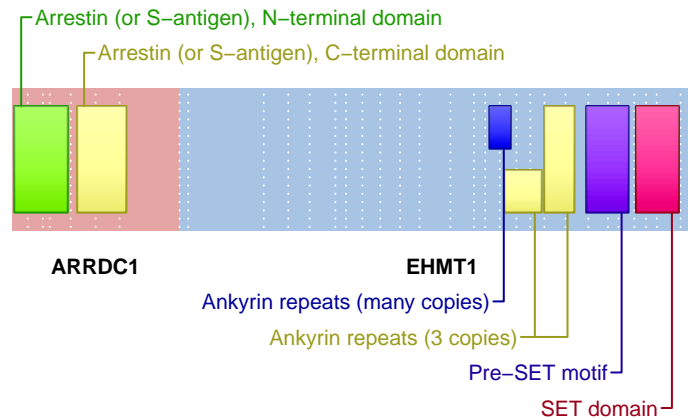 Arrestin (or S−antigen), N−terminal domain
Arrestin (or S−antigen), C−terminal domain
ARRDC1
EHMT1
Ankyrin repeats (many copies)
Ankyrin repeats (3 copies)
Pre−SET motif
SET domain